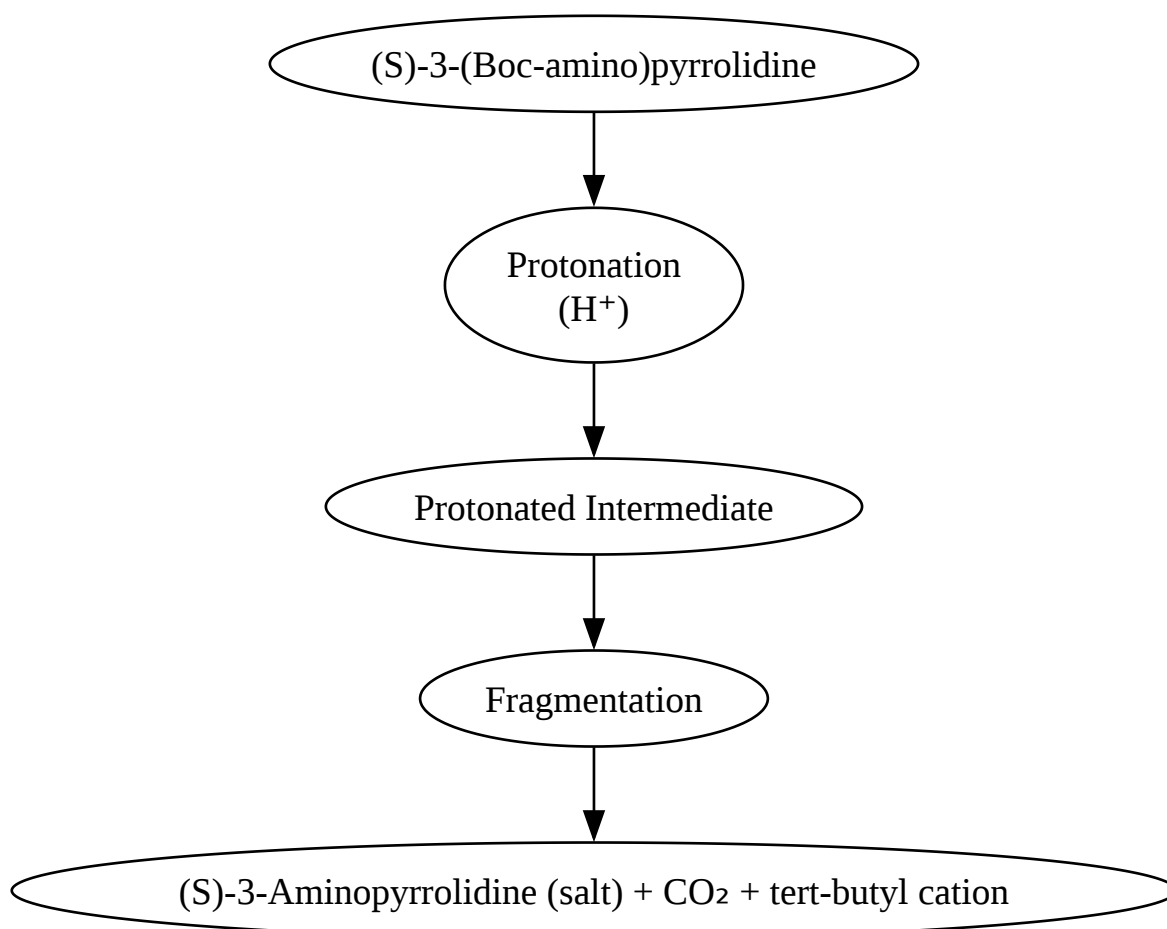 (S)-3-(Boc-amino)pyrrolidine
Protonation
(H⁺)
Protonated Intermediate
Fragmentation
(S)-3-Aminopyrrolidine (salt) + CO₂ + tert-butyl cation